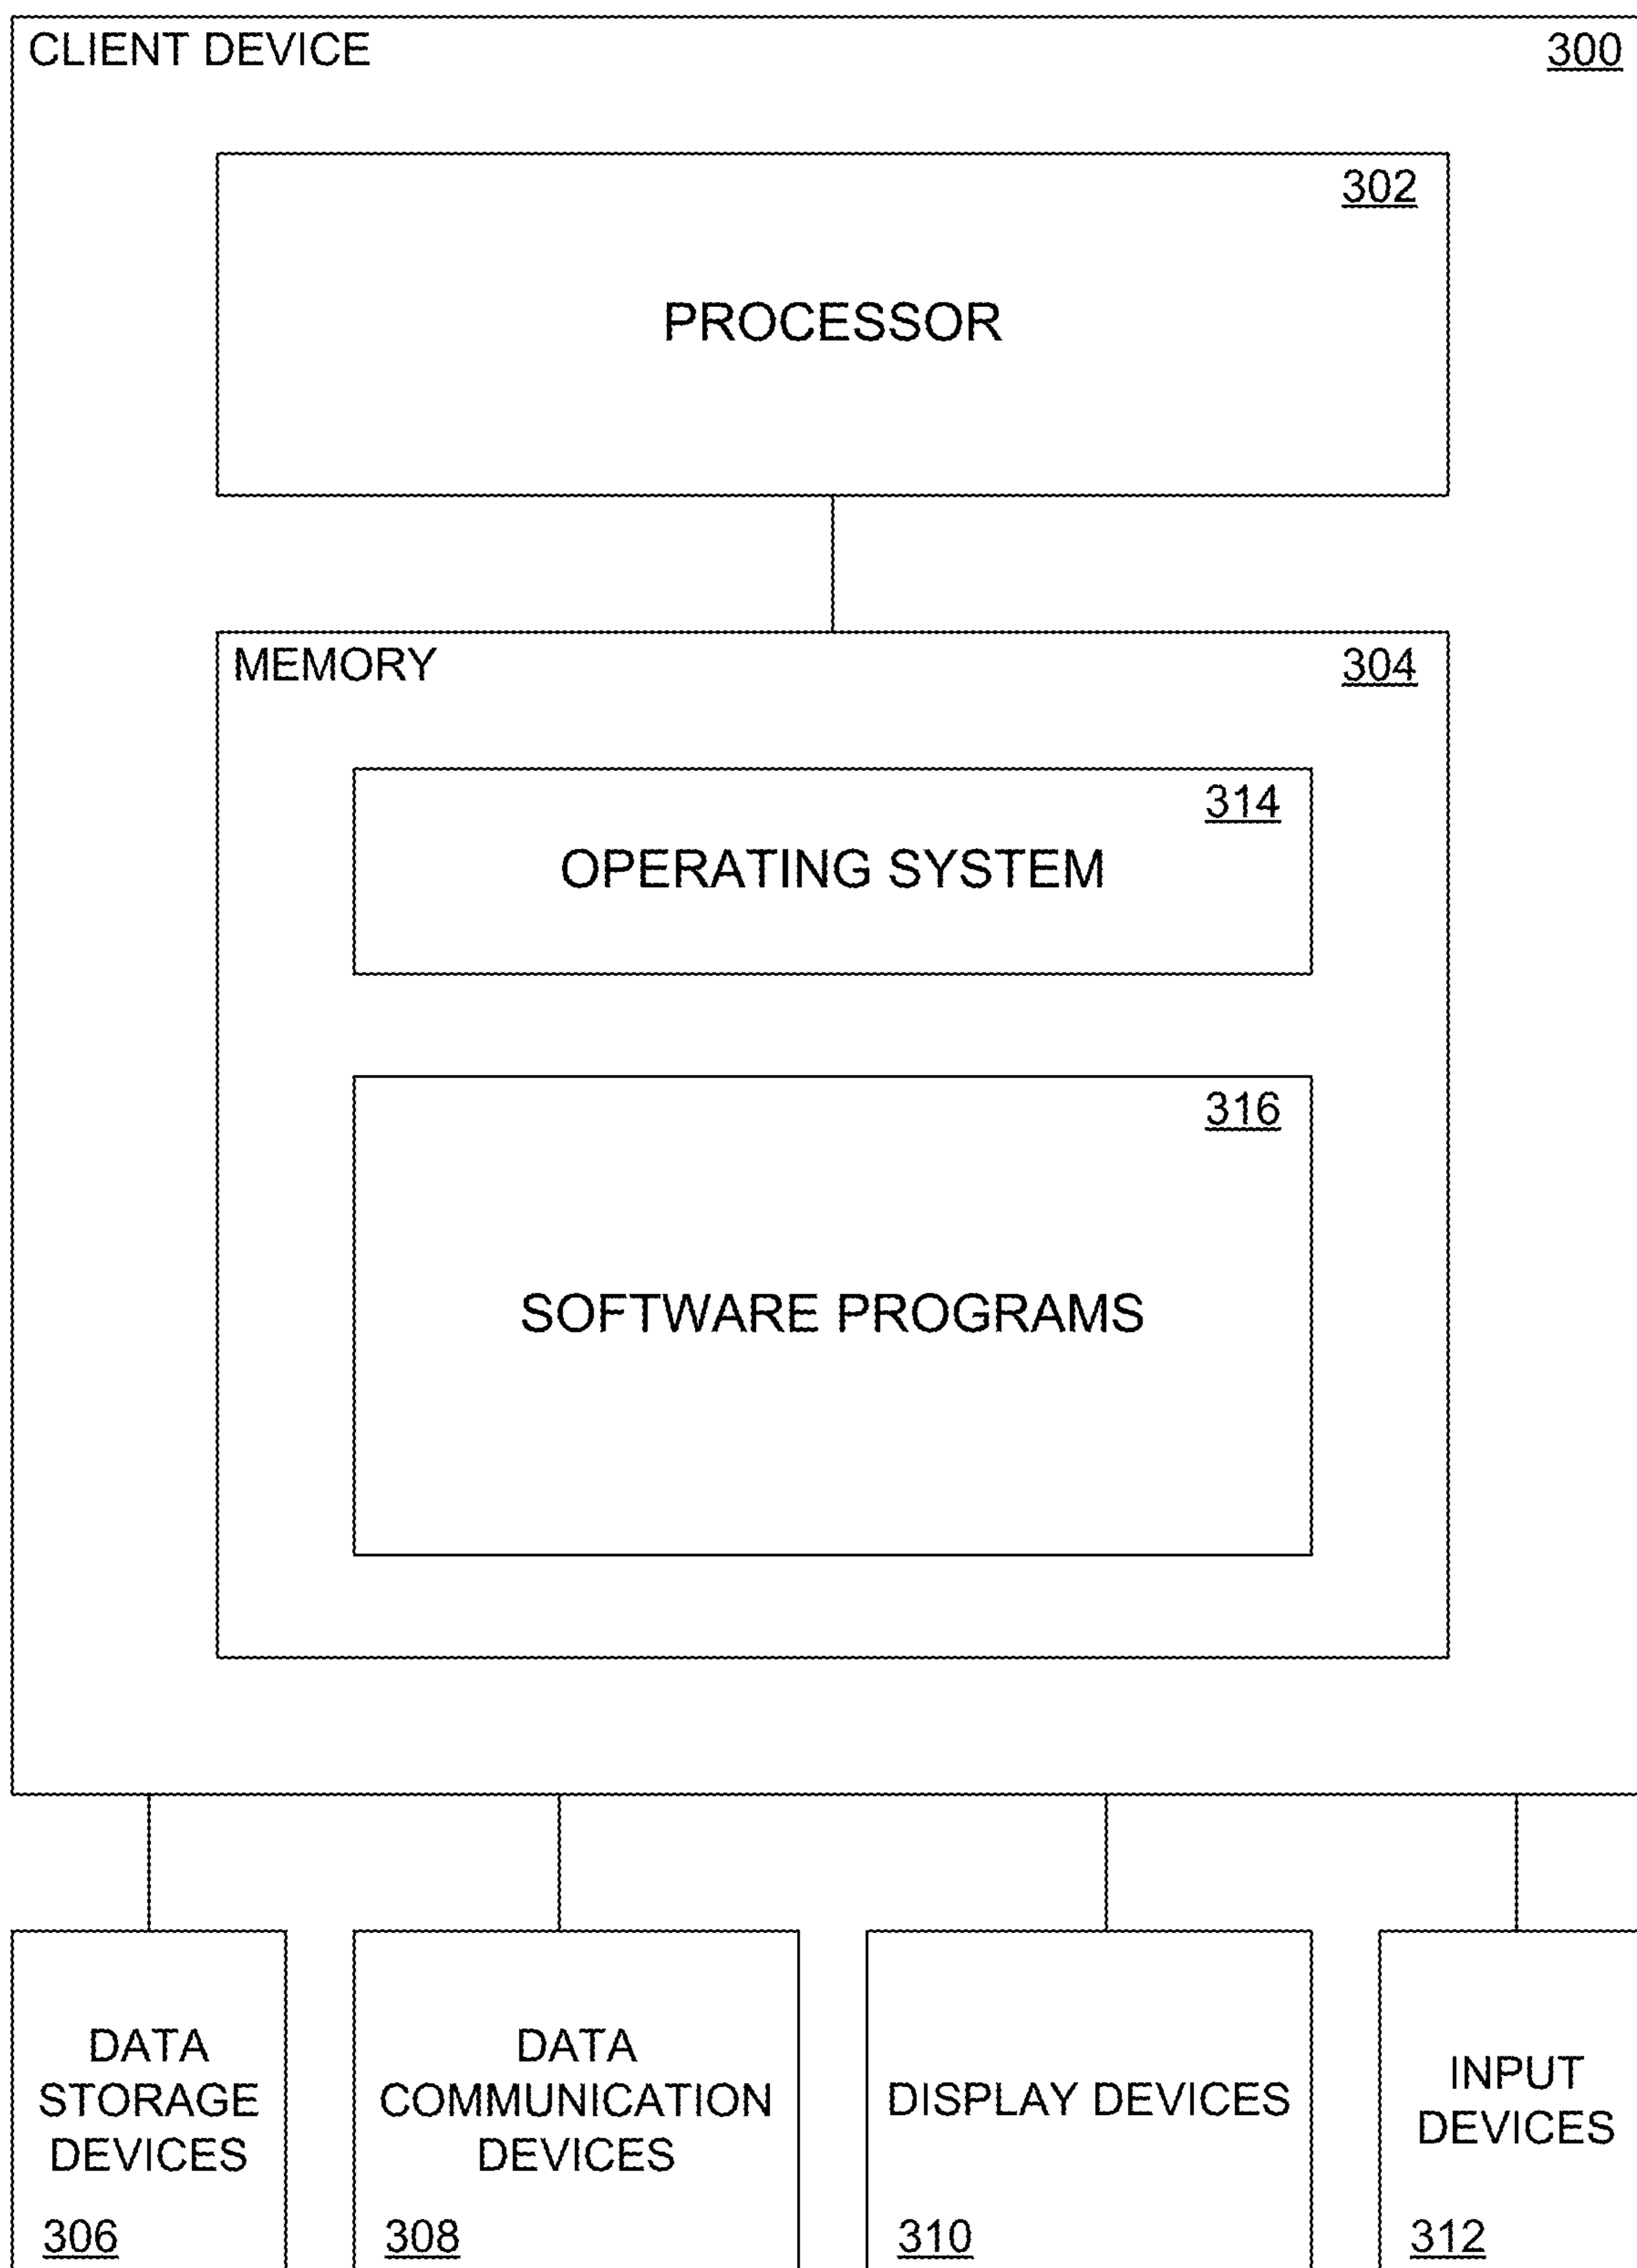 CLIENT DEVICE 300
302
PROCESSOR
MEMORY 304
314
OPERATING SYSTEM
316
SOFTWARE PROGRAMS
DATA
STORAGE
DEVICES
306
DATA
COMMUNICATION
DEVICES
308
DISPLAY DEVICES
310
INPUT
DEVICES
312